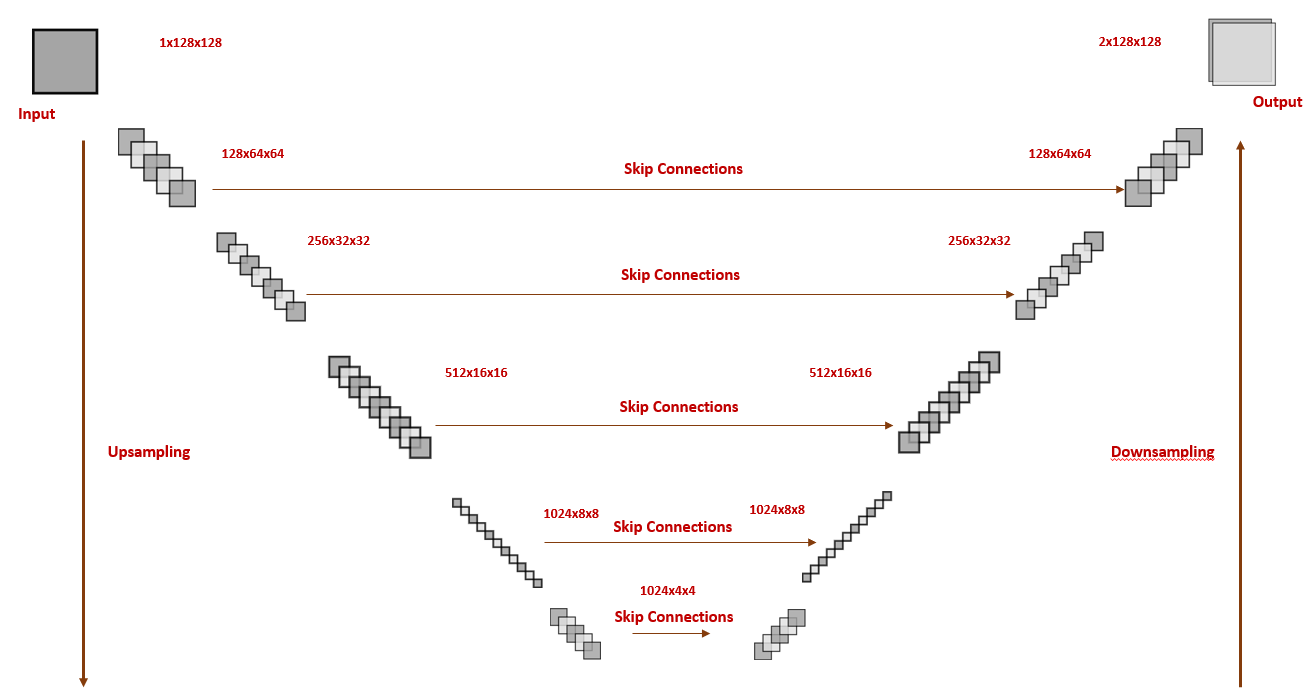 1x128x128
2x128x128
Input
Output
128x64x64
Skip Connections
128x64x64
256x32x32
Skip Connections
256x32x32
512x16x16
Skip Connections
512x16x16
Upsampling
Downsampling
1024x8x8
Skip Connections
1024x8x8
1024x4x4
Skip Connections